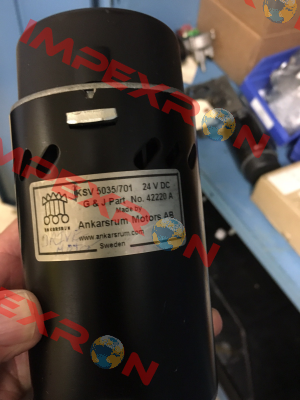 IMPEXRON
KSV 5035/701 24 V DC
G & J Part No. 42220 A
Made by
Ankarsrum Motors AB
www.ankarsrum.com
Sweden
IMPEXRON
IMPEXRON